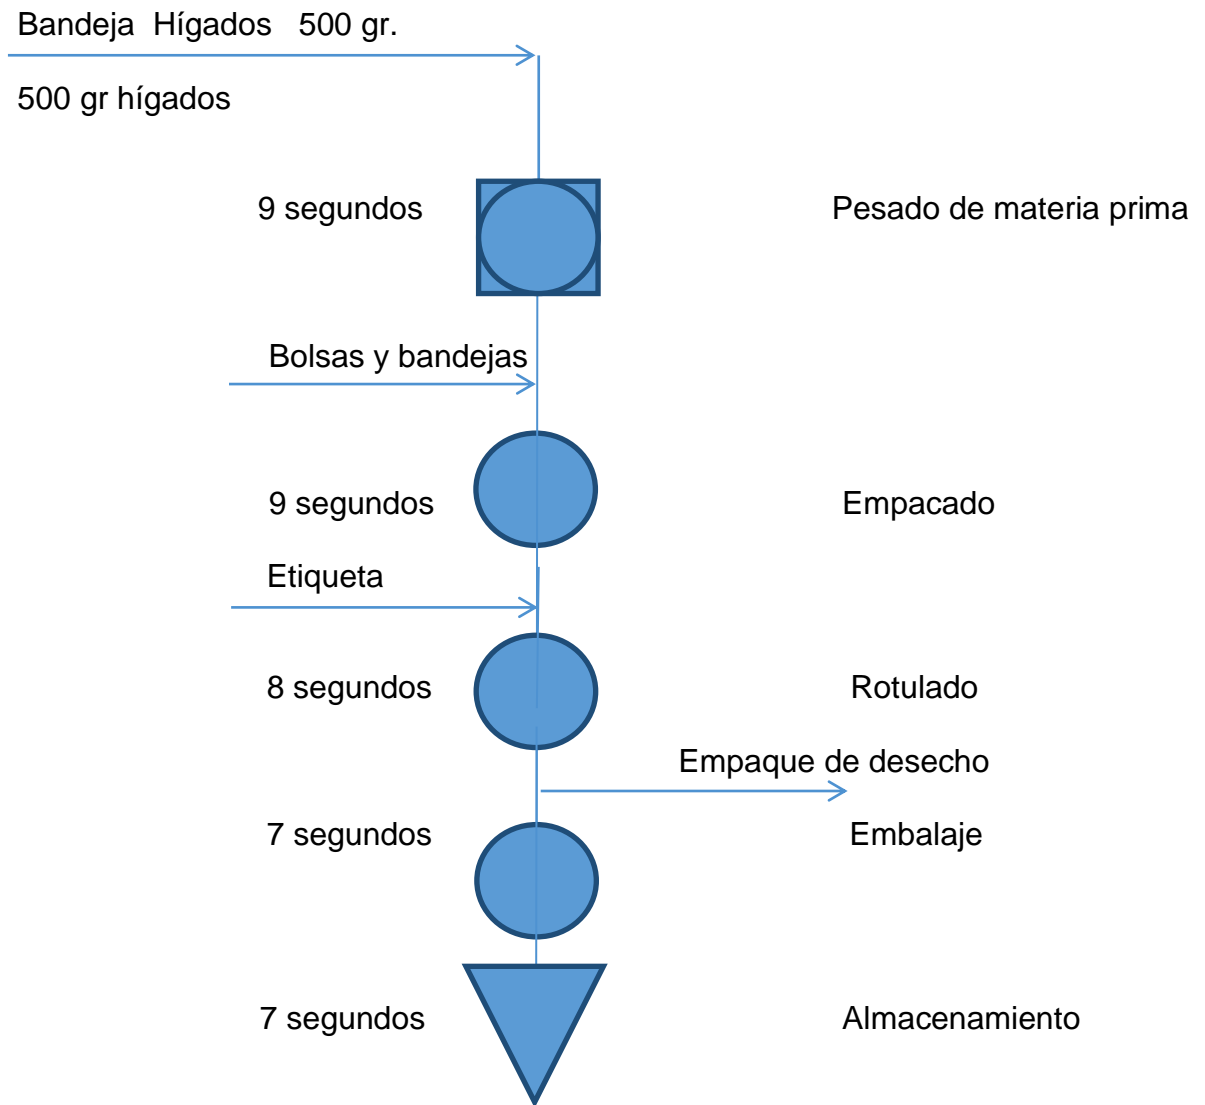 Bandeja Hígados 500 gr.
500 gr hígados
9 segundos
Pesado de materia prima
Bolsas y bandejas
9 segundos
Empacado
Etiqueta
8 segundos
Rotulado
Empaque de desecho
7 segundos
Embalaje
7 segundos
Almacenamiento